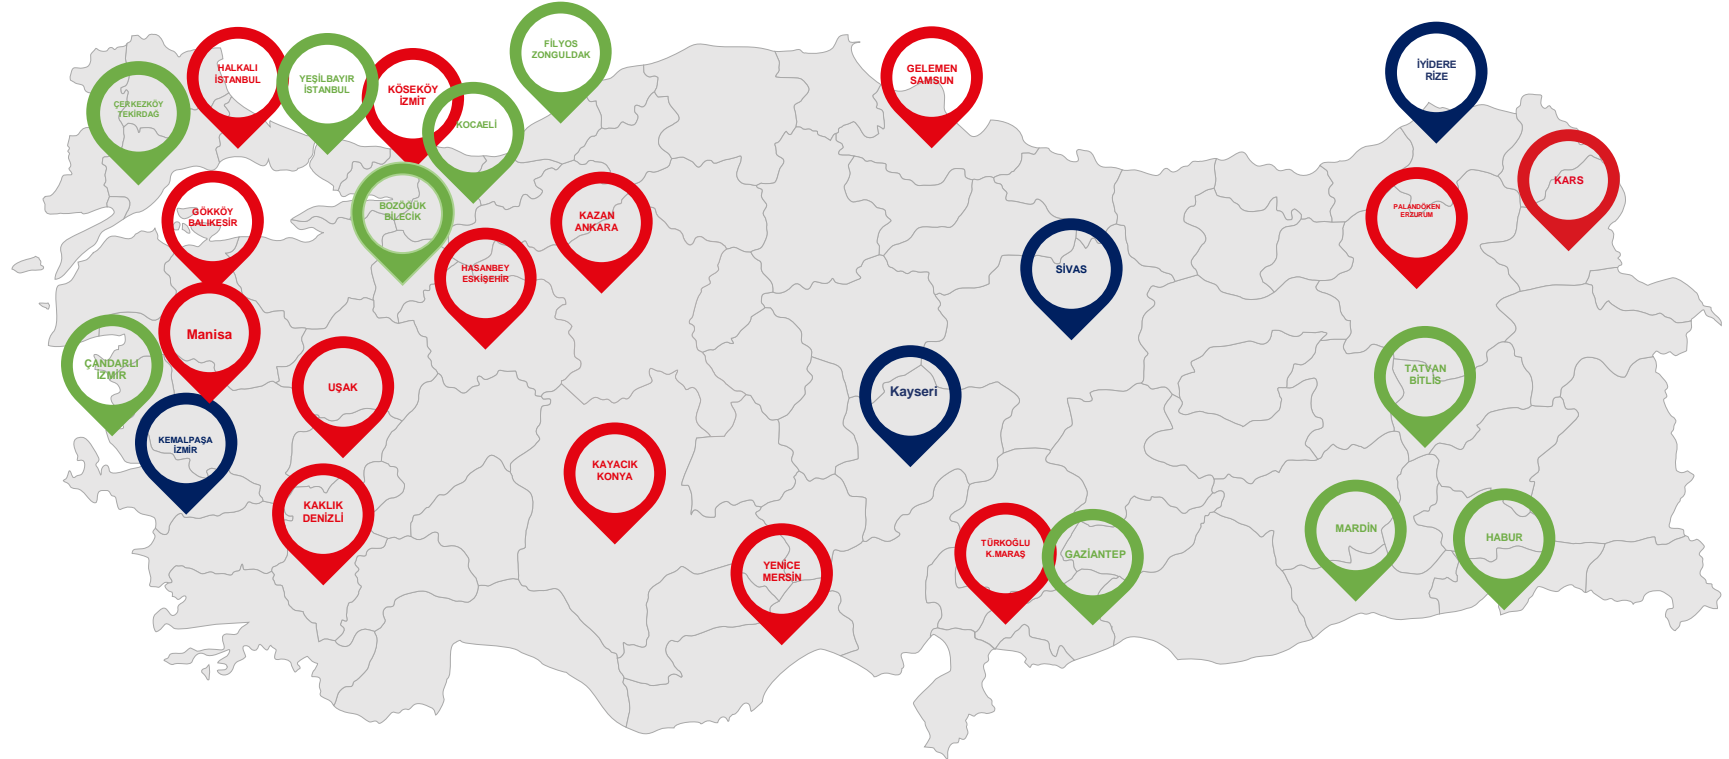 FİLYOS
ZONGULDAK
HALKALI
İSTANBUL
YEŞİLBAYIR
İSTANBUL
KÖSEKÖY
İZMİT
GELEMEN
SAMSUN
İYİDERE
RİZE
ÇERKEZKÖY
TEKİRDAĞ
KOCAELİ
KARS
GÖKKÖY
BALIKESİR
BOZÖĞÜK
BİLECİK
KAZAN
ANKARA
PALANDÖKEN
ERZURUM
HASANBEY
ESKİŞEHİR
SİVAS
Manisa
ÇANDARLI
İZMİR
UŞAK
Kayseri
TATVAN
BİTLİS
KEMALPAŞA
İZMİR
KAYACIK
KONYA
KAKLIK
DENİZLİ
YENİCE
MERSİN
TÜRKOĞLU
K.MARAŞ
GAZİANTEP
MARDİN
HABUR